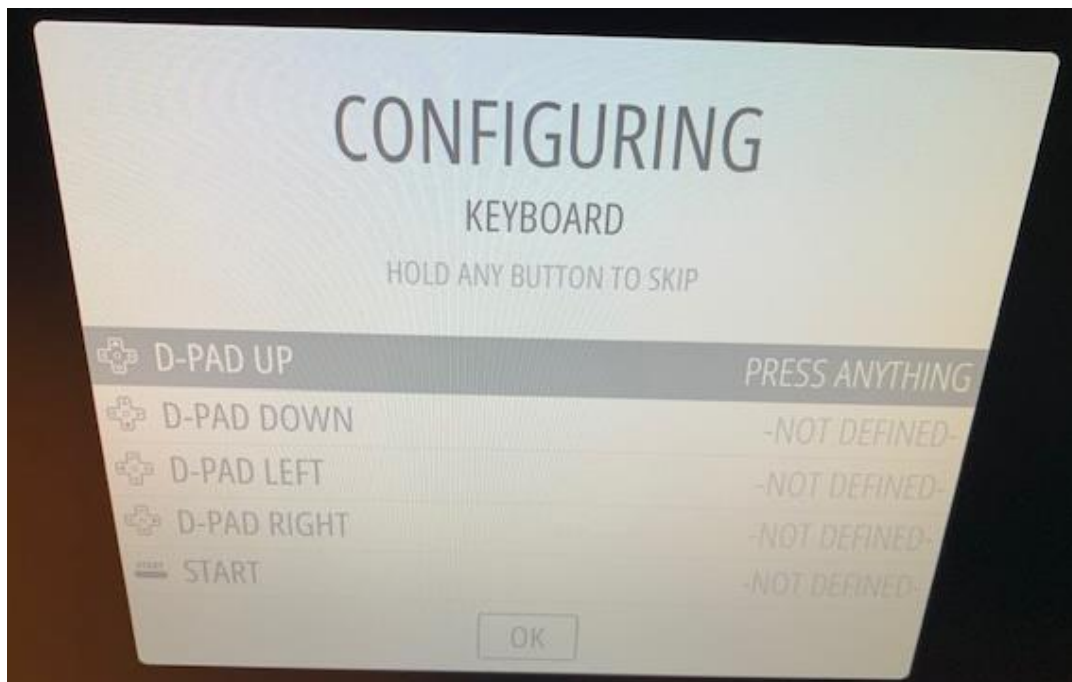 CONFIGURING
KEYBOARD
HOLD ANY BUTTON TO SKIP
D-PAD UP PRESS ANYTHING
D-PAD DOWN -NOT DEFINED-
D-PAD LEFT -NOT DEFINED-
D-PAD RIGHT -NOT DEFINED-
START START -NOT DEFINED-
OK